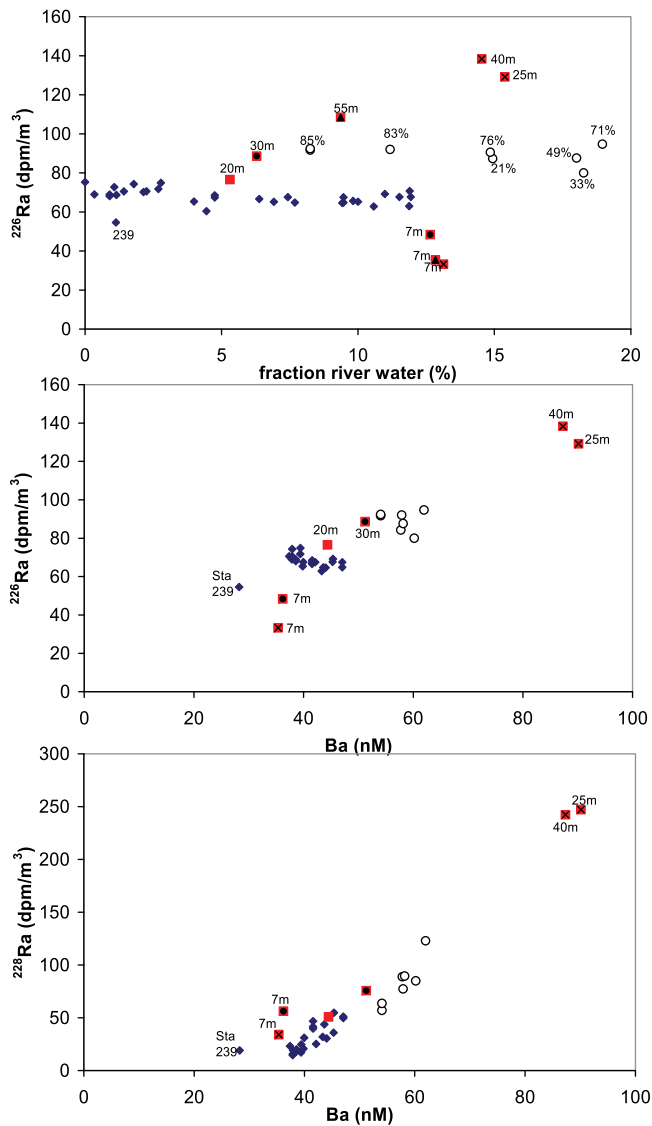 160
140
120
100
80
60
40
20
0
²²⁶Ra (dpm/m³)
40m
25m
55m
30m
20m
85%
83%
76%
21%
49%
71%
33%
239
7m
7m
7m
0 5 10 15 20
fraction river water (%)
160
140
120
100
80
60
40
20
0
²²⁶Ra (dpm/m³)
40m
25m
20m
30m
Sta
239
7m
7m
0 20 40 60 80 100
Ba (nM)
300
250
200
150
100
50
0
²²⁸Ra (dpm/m³)
25m
40m
7m
7m
Sta
239
0 20 40 60 80 100
Ba (nM)